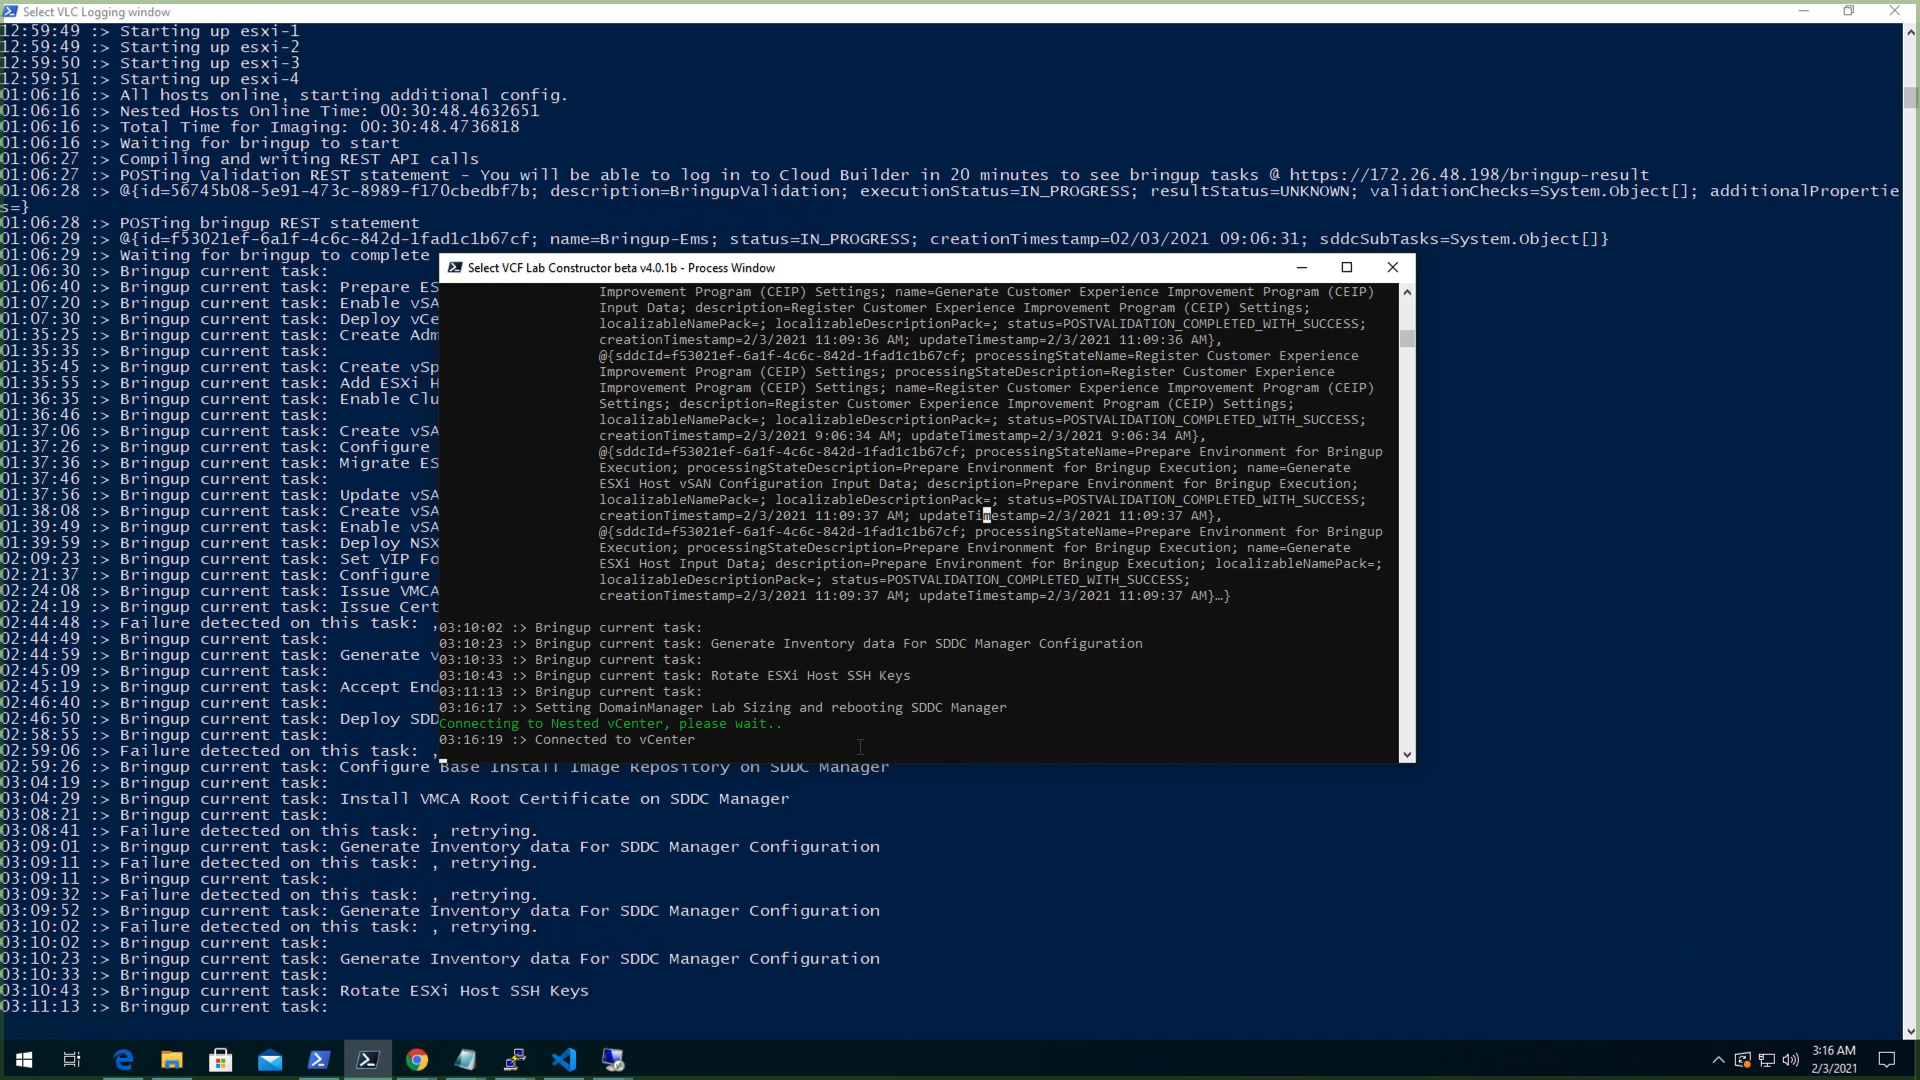 Select VLC Logging window
12:59:49 :> Starting up esxi-1
12:59:49 :> Starting up esxi-2
12:59:50 :> Starting up esxi-3
12:59:51 :> Starting up esxi-4
01:06:16 :> All hosts online, starting additional config.
01:06:16 :> Nested Hosts Online Time: 00:30:48.4632651
01:06:16 :> Total Time for Imaging: 00:30:48.4736818
01:06:16 :> Waiting for bringup to start
01:06:27 :> Compiling and writing REST API calls
01:06:27 :> POSTing Validation REST statement - You will be able to log in to Cloud Builder in 20 minutes to see bringup tasks @ https://172.26.48.198/bringup-result
01:06:28 :> @{id=56745b08-5e91-473c-8989-f170cbedbf7b; description=BringupValidation; executionStatus=IN_PROGRESS; resultStatus=UNKNOWN; validationChecks=System.Object[]; additionalPropertie
s=}
01:06:28 :> POSTing bringup REST statement
01:06:29 :> @{id=f53021ef-6a1f-4c6c-842d-1fad1c1b67cf; name=Bringup-Ems; status=IN_PROGRESS; creationTimestamp=02/03/2021 09:06:31; sddcSubTasks=System.Object[]}
01:06:29 :> Waiting for bringup to complete
01:06:30 :> Bringup current task:
01:06:40 :> Bringup current task: Prepare ES
01:07:20 :> Bringup current task: Enable vSA
01:07:30 :> Bringup current task: Deploy vCe
01:35:25 :> Bringup current task: Create Adm
01:35:35 :> Bringup current task:
01:35:45 :> Bringup current task: Create vSp
01:35:55 :> Bringup current task: Add ESXi H
01:36:35 :> Bringup current task: Enable Clu
01:36:46 :> Bringup current task:
01:37:06 :> Bringup current task: Create vSA
01:37:26 :> Bringup current task: Configure
01:37:36 :> Bringup current task: Migrate ES
01:37:36 :> Bringup current task:
01:37:56 :> Bringup current task: Update vSA
01:38:08 :> Bringup current task: Create vSA
01:39:49 :> Bringup current task: Enable vSA
01:39:49 :> Bringup current task: Deploy NSX
02:09:23 :> Bringup current task: Set VIP Fo
02:21:37 :> Bringup current task: Configure
02:24:08 :> Bringup current task: Issue VMCA
02:24:19 :> Bringup current task: Issue Cert
02:24:48 :> Failure detected on this task: ,
02:44:49 :> Bringup current task:
02:44:59 :> Bringup current task: Generate v
02:45:09 :> Bringup current task:
02:45:19 :> Bringup current task: Accept End
02:46:40 :> Bringup current task:
02:46:50 :> Bringup current task: Deploy SDD
02:58:55 :> Bringup current task:
02:59:06 :> Failure detected on this task: ,
02:59:26 :> Bringup current task: Configure Base Install Image Repository on SDDC Manager
03:04:19 :> Bringup current task:
03:04:29 :> Bringup current task: Install VMCA Root Certificate on SDDC Manager
03:08:21 :> Bringup current task:
03:08:41 :> Failure detected on this task: , retrying.
03:09:01 :> Bringup current task: Generate Inventory data For SDDC Manager Configuration
03:09:11 :> Failure detected on this task: , retrying.
03:09:11 :> Bringup current task:
03:09:32 :> Failure detected on this task: , retrying.
03:09:52 :> Bringup current task: Generate Inventory data For SDDC Manager Configuration
03:10:02 :> Failure detected on this task: , retrying.
03:10:02 :> Bringup current task:
03:10:23 :> Bringup current task: Generate Inventory data For SDDC Manager Configuration
03:10:33 :> Bringup current task:
03:10:43 :> Bringup current task: Rotate ESXi Host SSH Keys
03:11:13 :> Bringup current task:
Select VCF Lab Constructor beta v4.0.1b - Process Window
Improvement Program (CEIP) Settings; name=Generate Customer Experience Improvement Program (CEIP)
Input Data; description=Register Customer Experience Improvement Program (CEIP) Settings;
localizableNamePack=; localizableDescriptionPack=; status=POSTVALIDATION_COMPLETED_WITH_SUCCESS;
creationTimestamp=2/3/2021 11:09:36 AM; updateTimestamp=2/3/2021 11:09:36 AM},
@{sddcId=f53021ef-6a1f-4c6c-842d-1fad1c1b67cf; processingStateName=Register Customer Experience
Improvement Program (CEIP) Settings; processingStateDescription=Register Customer Experience
Improvement Program (CEIP) Settings; name=Register Customer Experience Improvement Program (CEIP)
Settings; description=Register Customer Experience Improvement Program (CEIP) Settings;
localizableNamePack=; localizableDescriptionPack=; status=POSTVALIDATION_COMPLETED_WITH_SUCCESS;
creationTimestamp=2/3/2021 9:06:34 AM; updateTimestamp=2/3/2021 9:06:34 AM},
@{sddcId=f53021ef-6a1f-4c6c-842d-1fad1c1b67cf; processingStateName=Prepare Environment for Bringup
Execution; processingStateDescription=Prepare Environment for Bringup Execution; name=Generate
ESXi Host vSAN Configuration Input Data; description=Prepare Environment for Bringup Execution;
localizableNamePack=; localizableDescriptionPack=; status=POSTVALIDATION_COMPLETED_WITH_SUCCESS;
creationTimestamp=2/3/2021 11:09:37 AM; updateTimestamp=2/3/2021 11:09:37 AM},
@{sddcId=f53021ef-6a1f-4c6c-842d-1fad1c1b67cf; processingStateName=Prepare Environment for Bringup
Execution; processingStateDescription=Prepare Environment for Bringup Execution; name=Generate
ESXi Host Input Data; description=Prepare Environment for Bringup Execution; localizableNamePack=;
localizableDescriptionPack=; status=POSTVALIDATION_COMPLETED_WITH_SUCCESS;
creationTimestamp=2/3/2021 11:09:37 AM; updateTimestamp=2/3/2021 11:09:37 AM}…}
03:10:02 :> Bringup current task:
03:10:23 :> Bringup current task: Generate Inventory data For SDDC Manager Configuration
03:10:33 :> Bringup current task:
03:10:43 :> Bringup current task: Rotate ESXi Host SSH Keys
03:11:13 :> Bringup current task:
03:16:17 :> Setting DomainManager Lab Sizing and rebooting SDDC Manager
Connecting to Nested vCenter, please wait..
03:16:19 :> Connected to vCenter
3:16 AM
2/3/2021